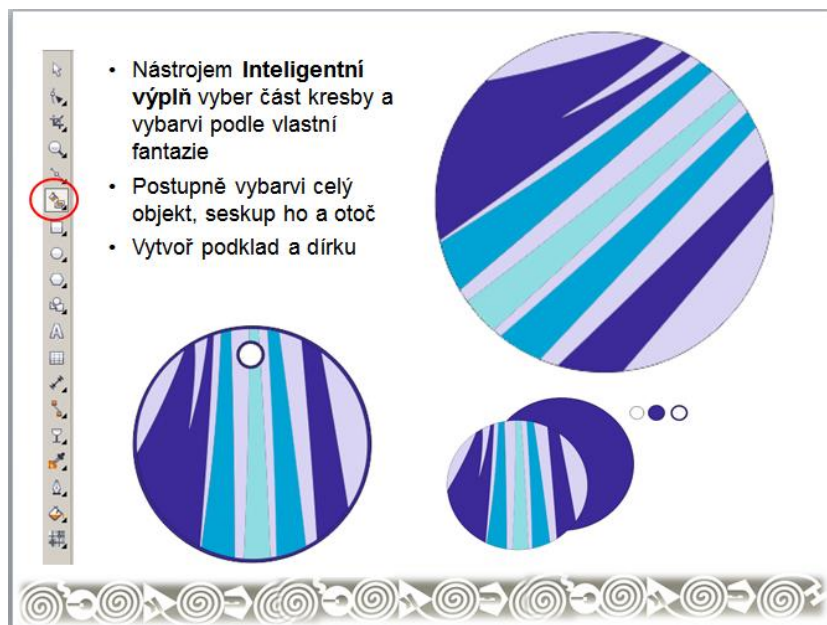 • Nástrojem Inteligentní
výplň vyber část kresby a
vybarvi podle vlastní
fantazie
• Postupně vybarvi celý
objekt, seskup ho a otoč
• Vytvoř podklad a dírku